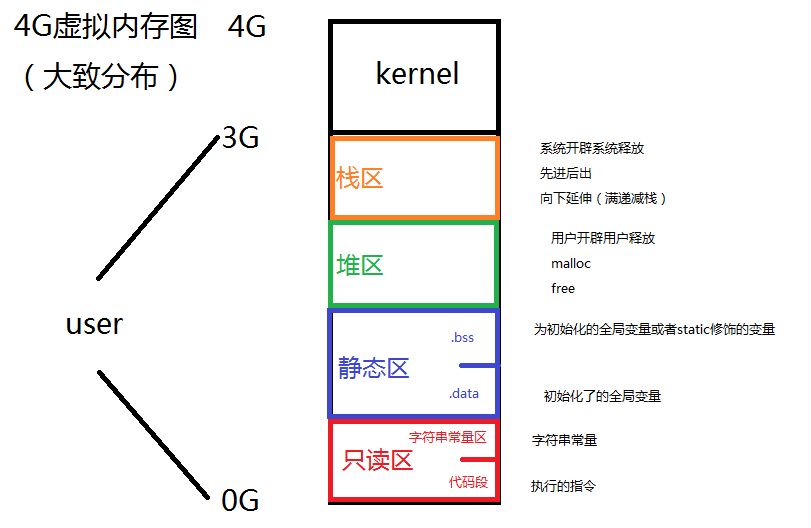 4G虚拟内存图 4G
（大致分布）
kernel
3G
栈区
系统开辟系统释放
先进后出
向下延伸（满递减栈）
堆区
用户开辟用户释放
malloc
free
user
静态区
.bss
.data
为初始化的全局变量或者static修饰的变量
初始化了的全局变量
只读区
字符串常量区
代码段
字符串常量
执行的指令
0G